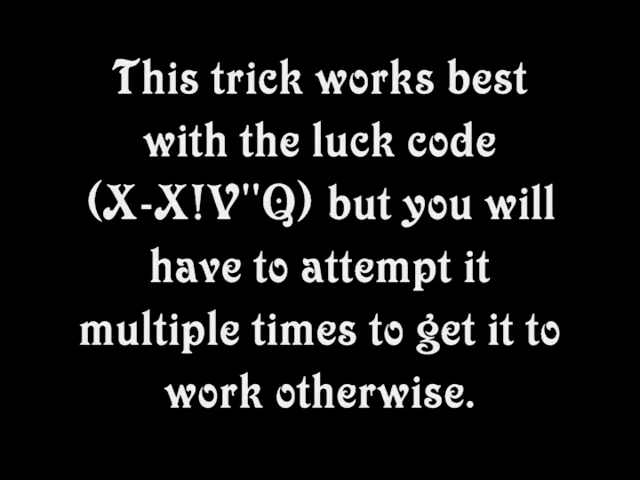 This trick works best
with the luck code
(X-X!V"Q) but you will
have to attempt it
multiple times to get it to
work otherwise.